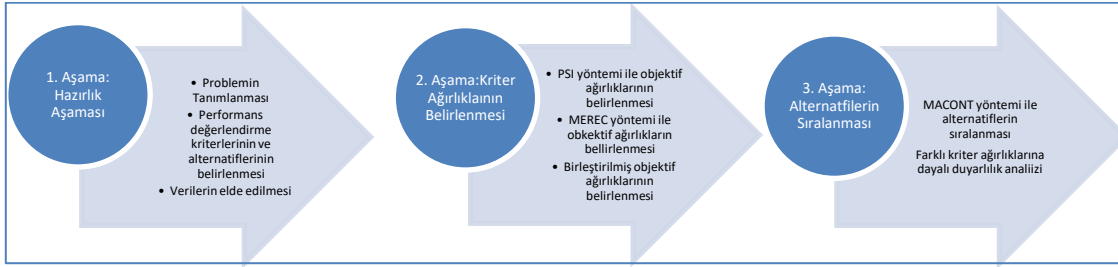 1. Aşama:
Hazırlık
Aşaması
• Problemin
Tanımlanması
• Performans
değerlendirme
kriterlerinin ve
alternatiflerinin
belirlenmesi
• Verilerin elde edilmesi
2. Aşama:Kriter
Ağırlıklaının
Belirlenmesi
• PSI yöntemi ile objektif
ağırlıklarının
belirlenmesi
• MEREC yöntemi ile
obkektif ağırlıkların
bellirlenmesi
• Birleştirilmiş objektif
ağırlıklarının
belirlenmesi
3. Aşama:
Alternatfilerin
Sıralanması
MACONT yöntemi ile
alternatiflerin
sıralanması
Farklı kriter ağırlıklarına
dayalı duyarlılık analiizi